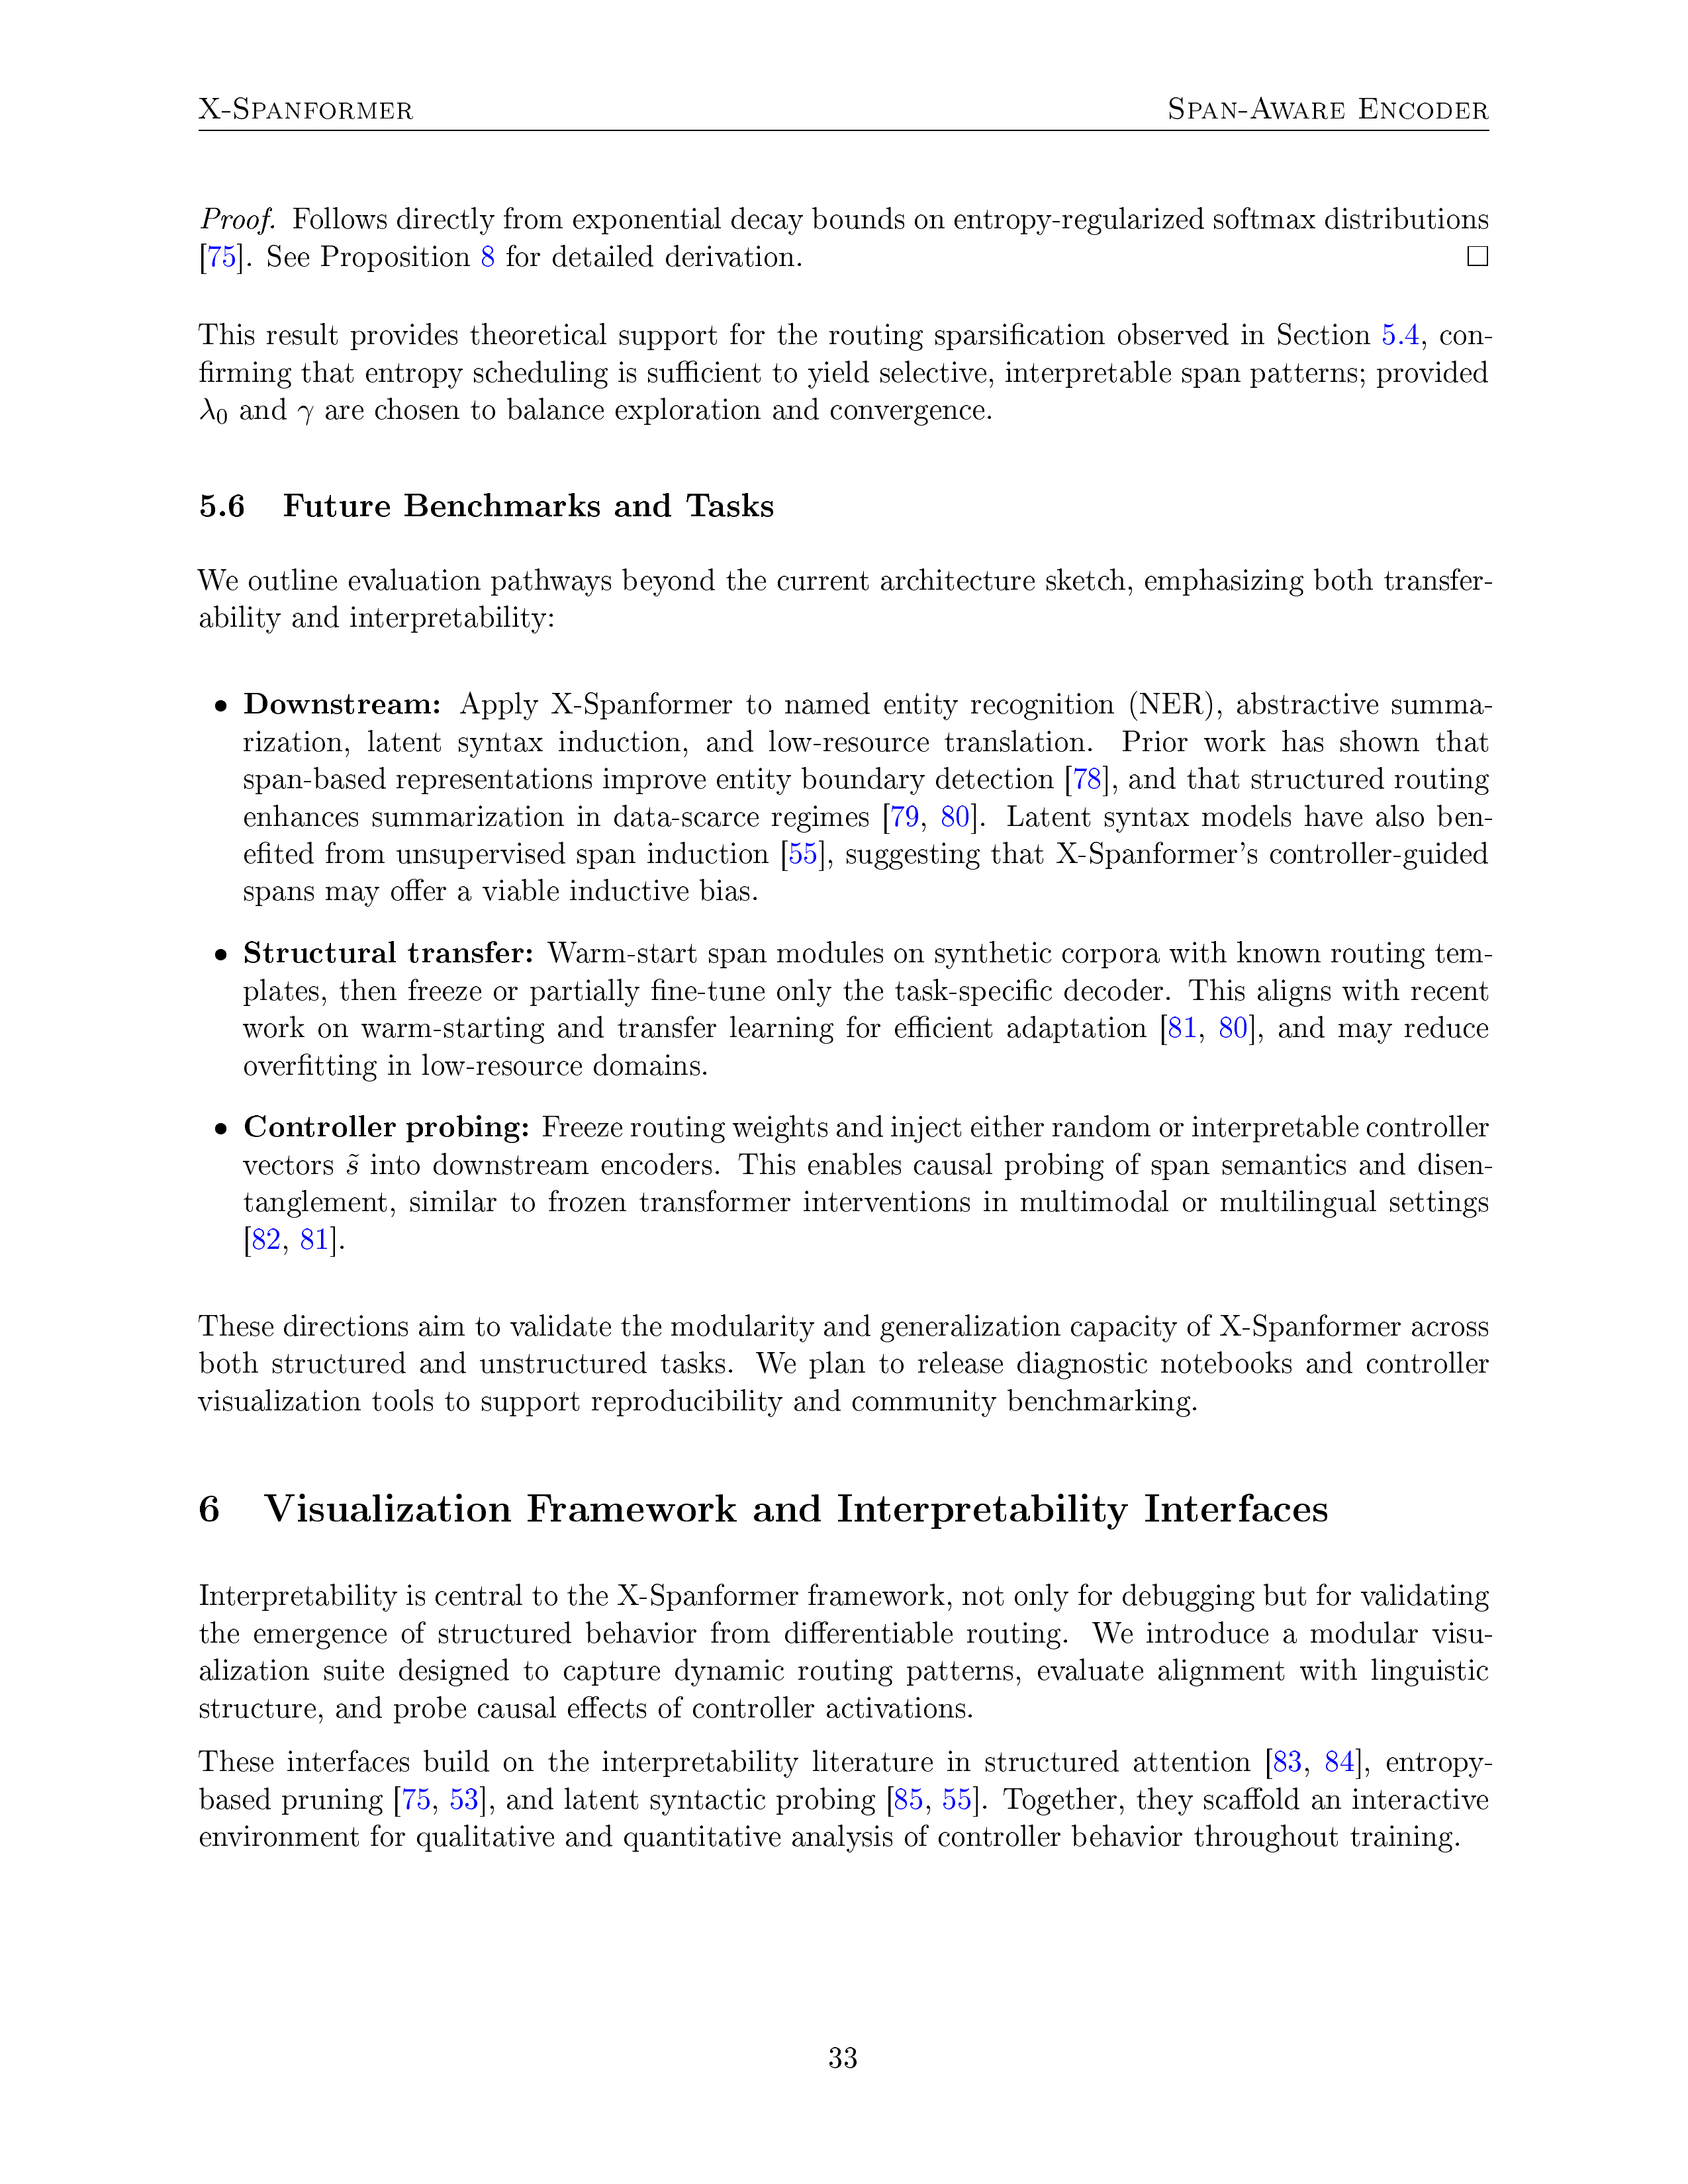 X-Spanformer Span-Aware Encoder
Proof. Follows directly from exponential decay bounds on entropy-regularized softmax distributions
[75]. See Proposition 8 for detailed derivation. □
This result provides theoretical support for the routing sparsification observed in Section 5.4, con-
firming that entropy scheduling is sufficient to yield selective, interpretable span patterns; provided
λ₀ and γ are chosen to balance exploration and convergence.
5.6 Future Benchmarks and Tasks
We outline evaluation pathways beyond the current architecture sketch, emphasizing both transfer-
ability and interpretability:
• Downstream: Apply X-Spanformer to named entity recognition (NER), abstractive summa-
rization, latent syntax induction, and low-resource translation. Prior work has shown that
span-based representations improve entity boundary detection [78], and that structured routing
enhances summarization in data-scarce regimes [79, 80]. Latent syntax models have also ben-
efited from unsupervised span induction [55], suggesting that X-Spanformer's controller-guided
spans may offer a viable inductive bias.
• Structural transfer: Warm-start span modules on synthetic corpora with known routing tem-
plates, then freeze or partially fine-tune only the task-specific decoder. This aligns with recent
work on warm-starting and transfer learning for efficient adaptation [81, 80], and may reduce
overfitting in low-resource domains.
• Controller probing: Freeze routing weights and inject either random or interpretable controller
vectors s̃ into downstream encoders. This enables causal probing of span semantics and disen-
tanglement, similar to frozen transformer interventions in multimodal or multilingual settings
[82, 81].
These directions aim to validate the modularity and generalization capacity of X-Spanformer across
both structured and unstructured tasks. We plan to release diagnostic notebooks and controller
visualization tools to support reproducibility and community benchmarking.
6 Visualization Framework and Interpretability Interfaces
Interpretability is central to the X-Spanformer framework, not only for debugging but for validating
the emergence of structured behavior from differentiable routing. We introduce a modular visu-
alization suite designed to capture dynamic routing patterns, evaluate alignment with linguistic
structure, and probe causal effects of controller activations.
These interfaces build on the interpretability literature in structured attention [83, 84], entropy-
based pruning [75, 53], and latent syntactic probing [85, 55]. Together, they scaffold an interactive
environment for qualitative and quantitative analysis of controller behavior throughout training.
33